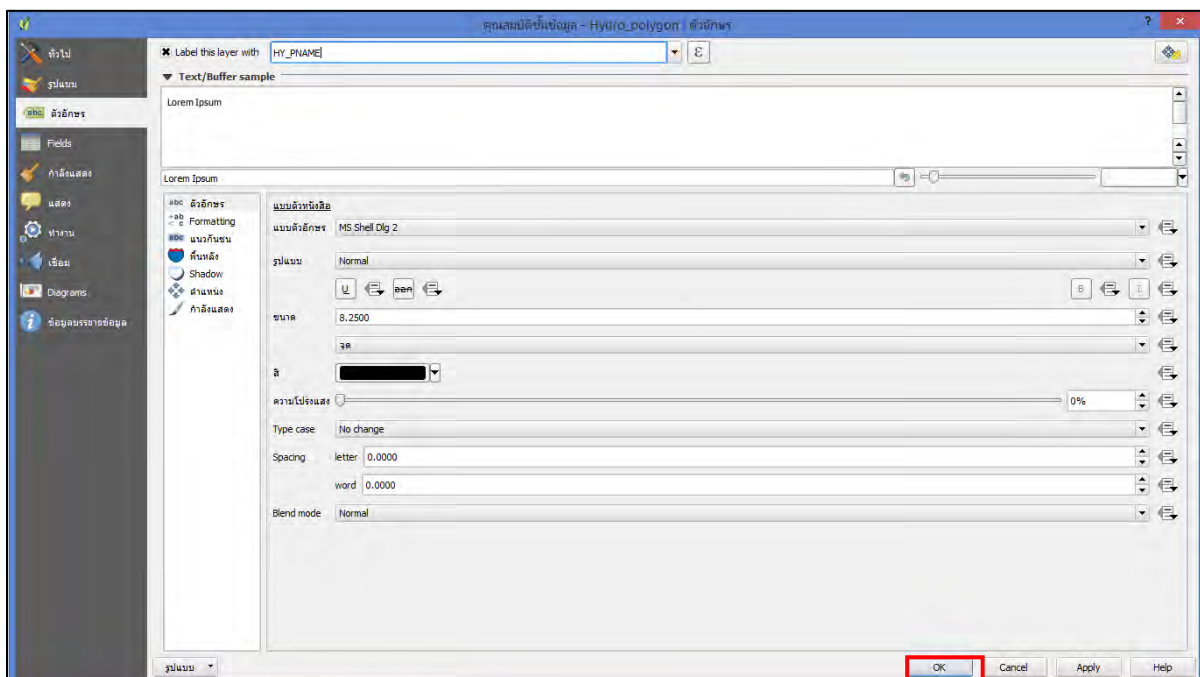 คุณสมบัติชั้นข้อมูล - Hydro_polygon | ตัวอักษร
? ×
ทั่วไป
รูปแบบ
abc ตัวอักษร
Fields
กำลังแสดง
แสดง
ทำงาน
เชื่อม
Diagrams
ข้อมูลบรรยายข้อมูล
Label this layer with HY_PNAME ε
Text/Buffer sample
Lorem Ipsum
Lorem Ipsum
abc ตัวอักษร
+ab < c Formatting
abc แนวกันชน
พื้นหลัง
Shadow
ตำแหน่ง
กำลังแสดง
แบบตัวหนังสือ
แบบตัวอักษร MS Shell Dlg 2
รูปแบบ Normal
U ออก B I
ขนาด 8.2500
จุด
สี
ความโปร่งแสง 0%
Type case No change
Spacing letter 0.0000
word 0.0000
Blend mode Normal
รูปแบบ
OK Cancel Apply Help